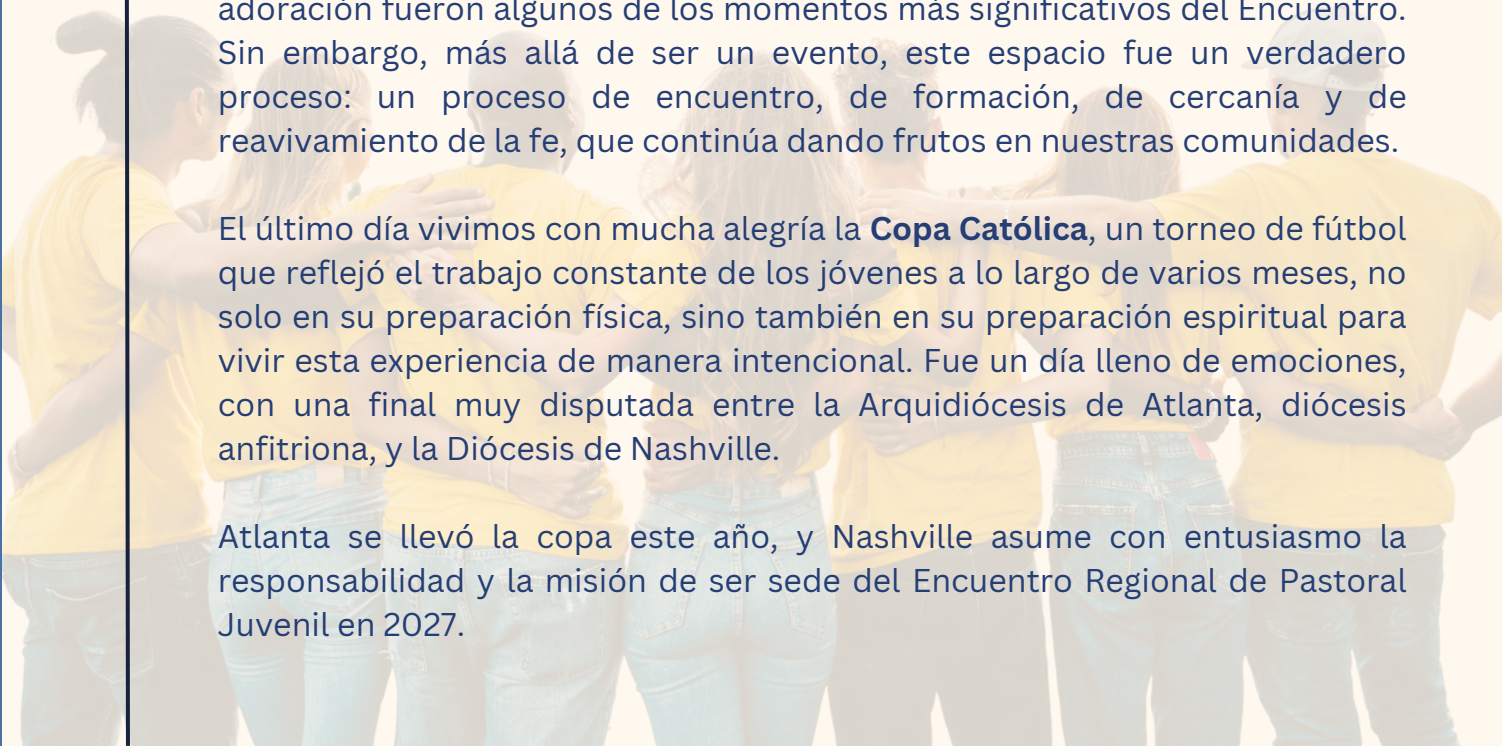 adoración fueron algunos de los momentos más significativos del Encuentro.
Sin embargo, más allá de ser un evento, este espacio fue un verdadero
proceso: un proceso de encuentro, de formación, de cercanía y de
reavivamiento de la fe, que continúa dando frutos en nuestras comunidades.
El último día vivimos con mucha alegría la Copa Católica, un torneo de fútbol
que reflejó el trabajo constante de los jóvenes a lo largo de varios meses, no
solo en su preparación física, sino también en su preparación espiritual para
vivir esta experiencia de manera intencional. Fue un día lleno de emociones,
con una final muy disputada entre la Arquidiócesis de Atlanta, diócesis
anfitriona, y la Diócesis de Nashville.
Atlanta se llevó la copa este año, y Nashville asume con entusiasmo la
responsabilidad y la misión de ser sede del Encuentro Regional de Pastoral
Juvenil en 2027.